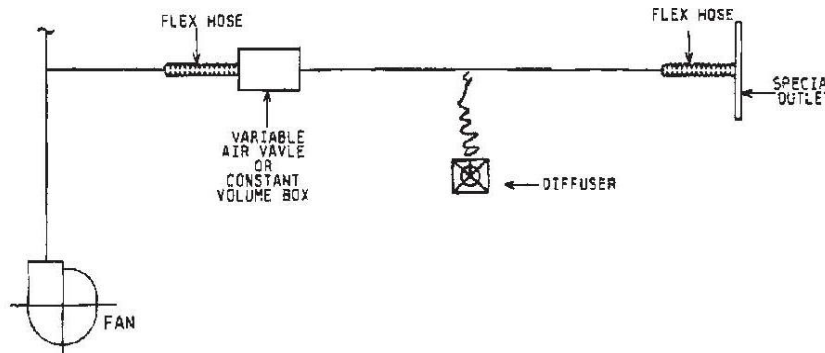 FLEX HOSE
FLEX HOSE
SPECIA
OUTLE
VARIABLE
AIR VAVLE
OR
CONSTANT
VOLUME BOX
DIFFUSER
FAN